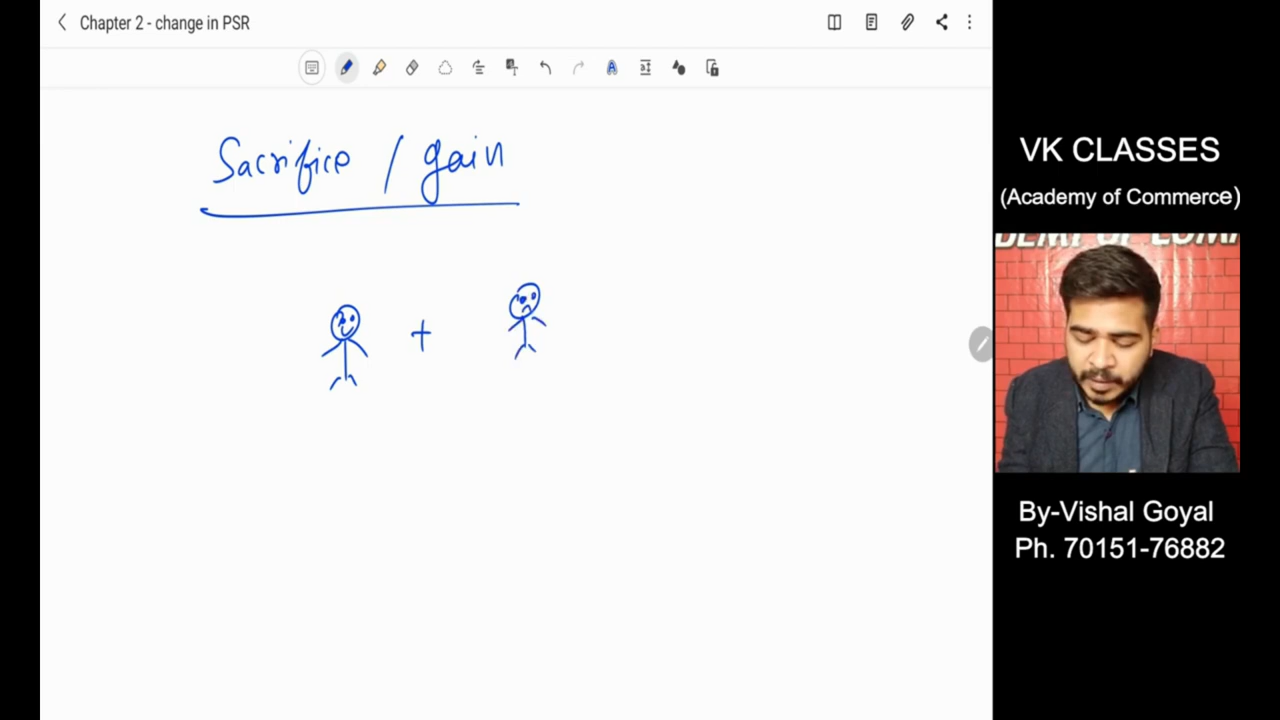 Chapter 2 - change in PSR
Sacrifice / gain
+
VK CLASSES
(Academy of Commerce)
By-Vishal Goyal
Ph. 70151-76882